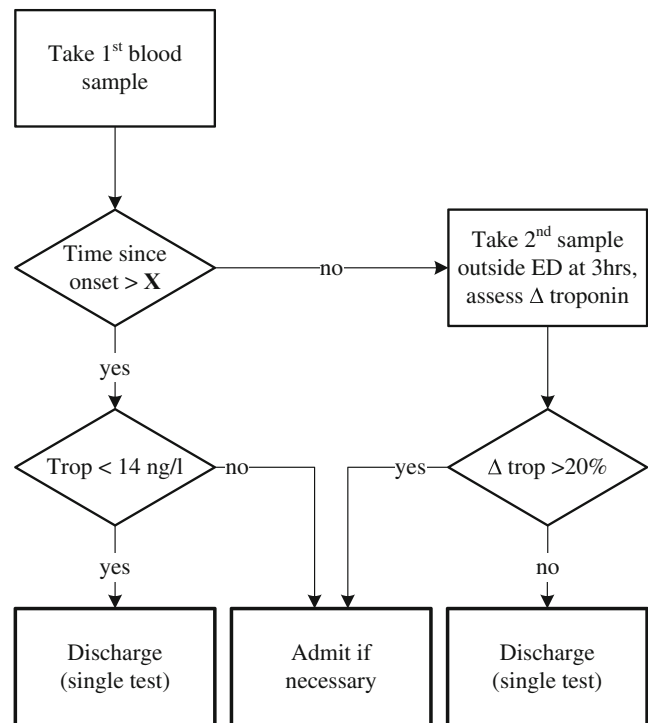 Take 1st blood
sample
Time since
onset > X
no
Take 2nd sample
outside ED at 3hrs,
assess Δ troponin
yes
Trop < 14 ng/l
no
yes
Δ trop >20%
yes
no
Discharge
(single test)
Admit if
necessary
Discharge
(single test)